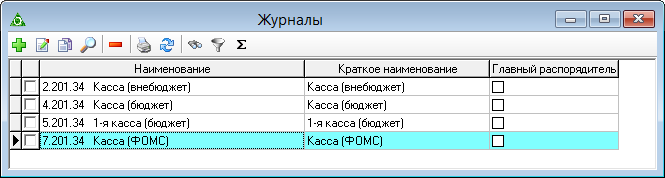 Журналы
Наименование Краткое наименование Главный распорядитель
2.201.34 Касса (внебюджет) Касса (внебюджет)
4.201.34 Касса (бюджет) Касса (бюджет)
5.201.34 1-я касса (бюджет) 1-я касса (бюджет)
7.201.34 Касса (ФОМС) Касса (ФОМС)